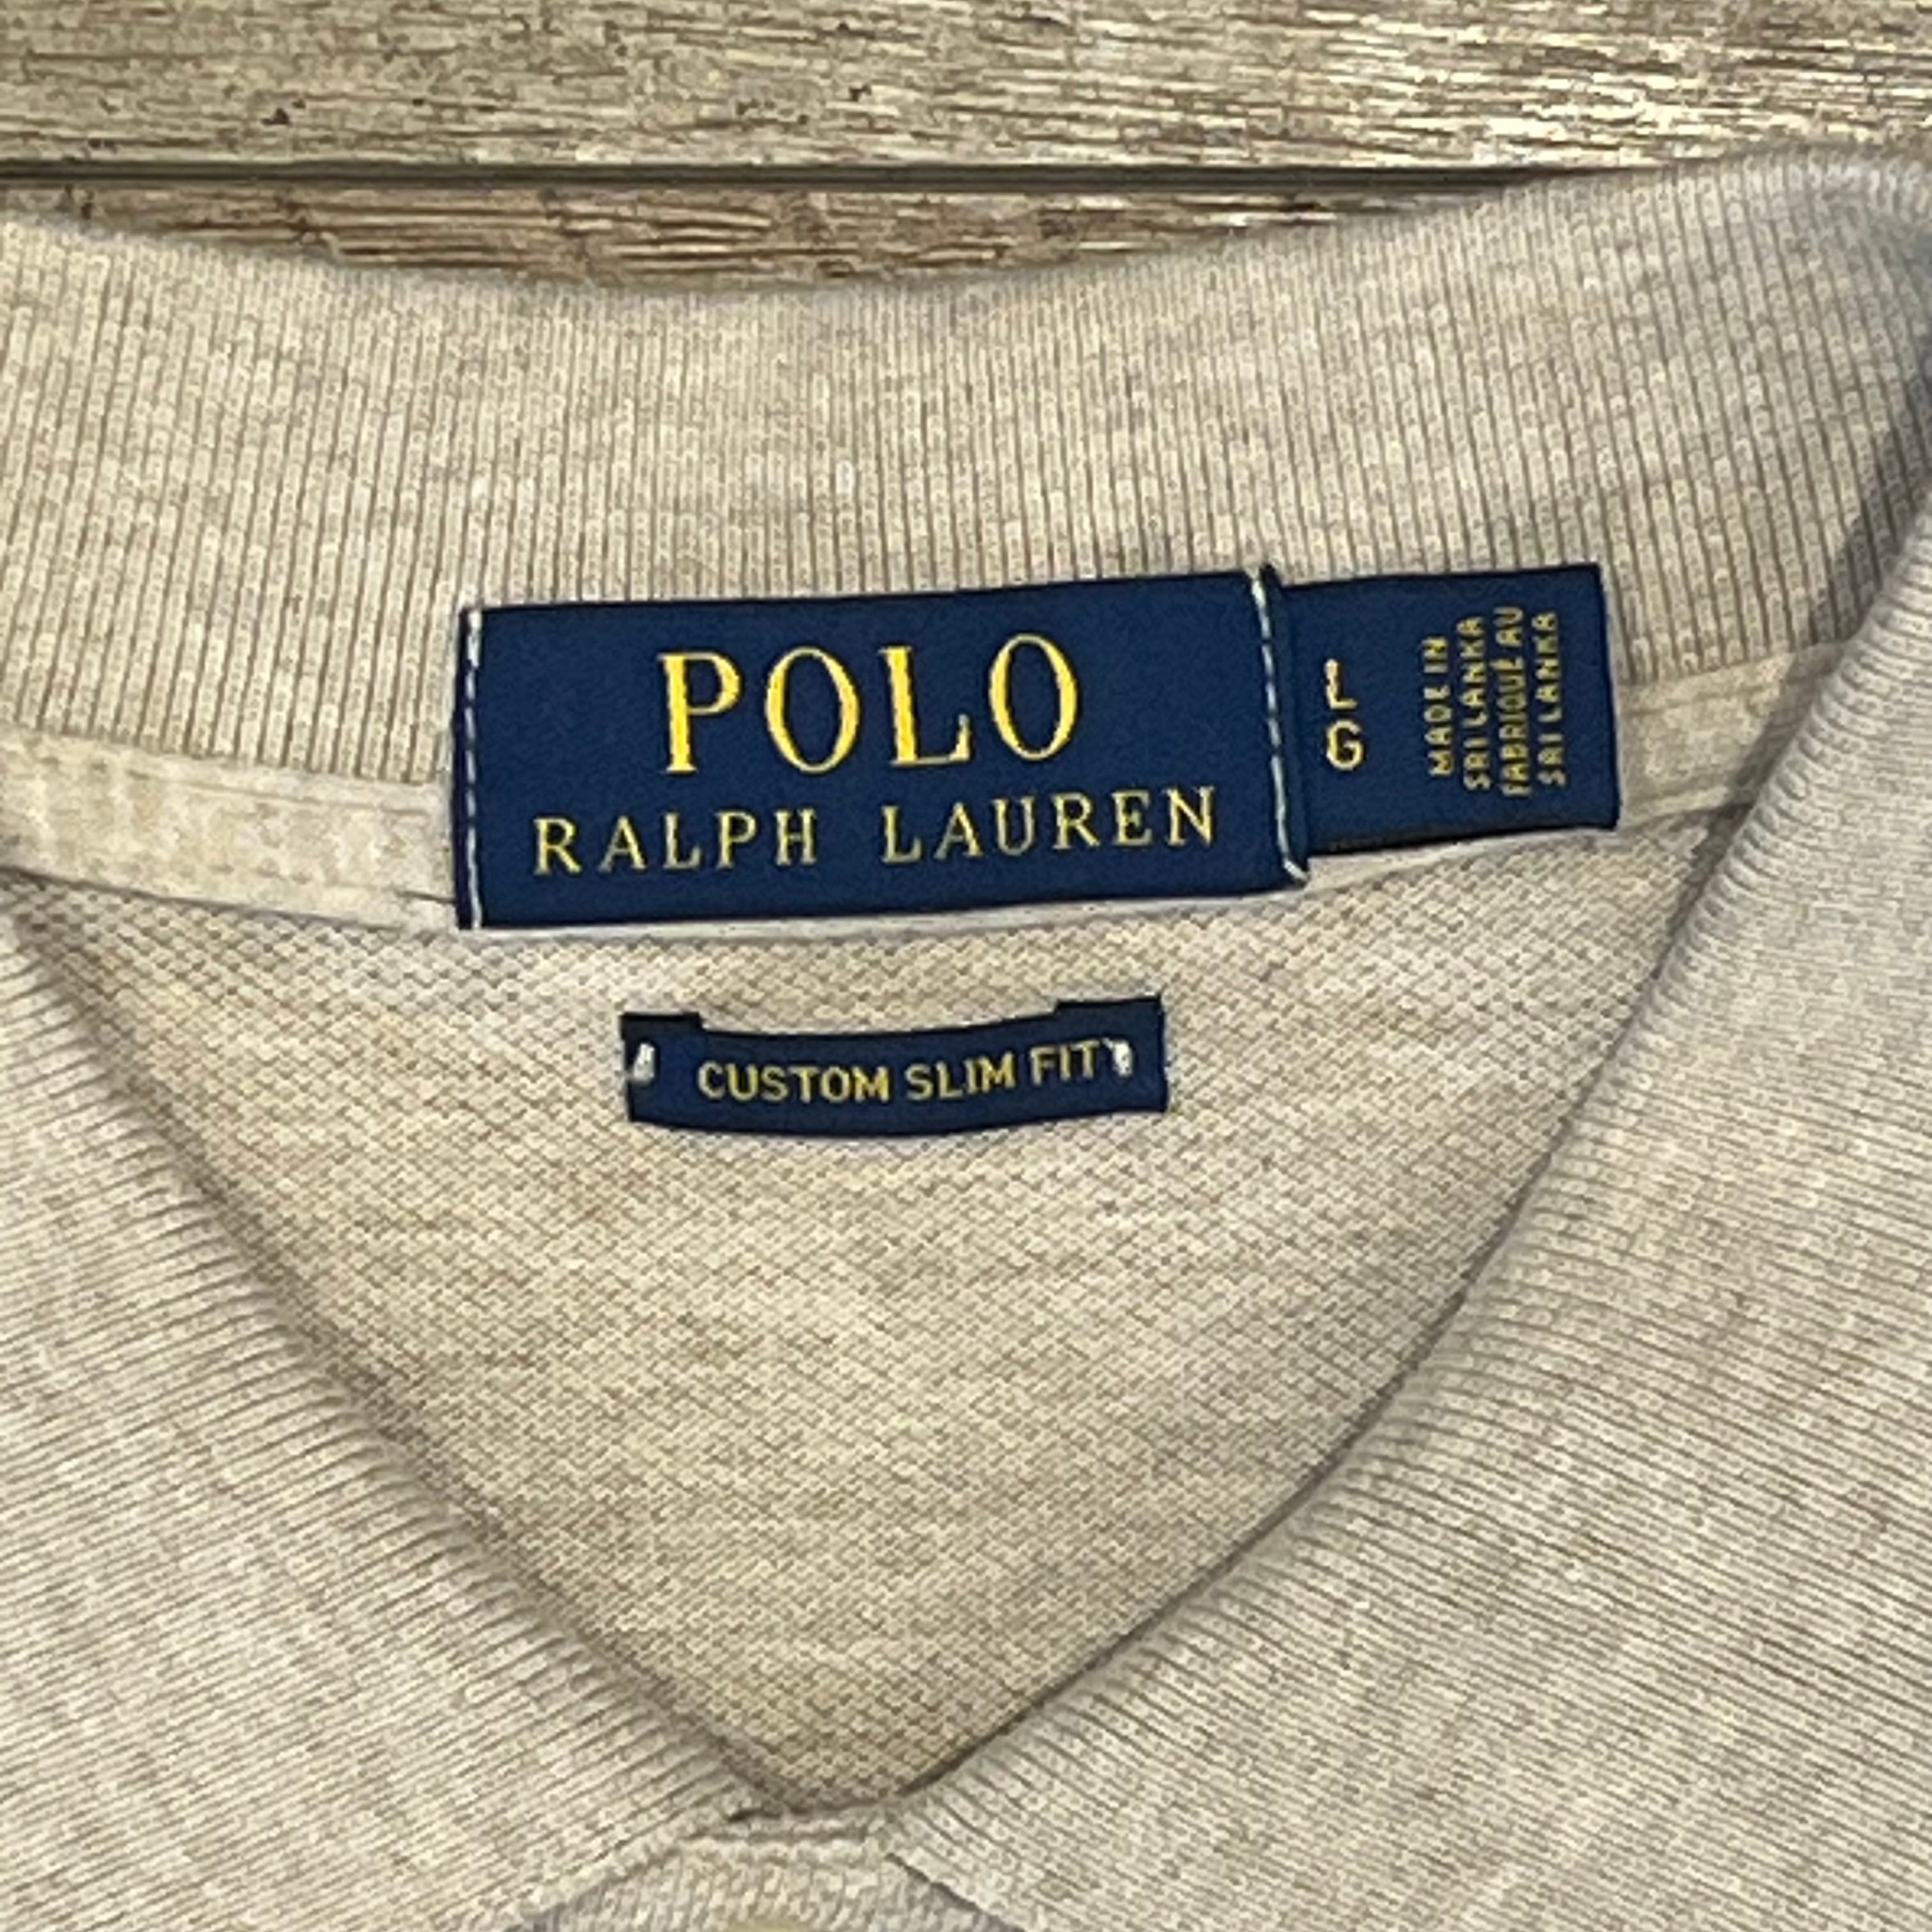 POLO
RALPH LAUREN
L
G
MADE IN
SRI LANKA
FABRIQUÉ AU
SRI LANKA
CUSTOM SLIM FIT